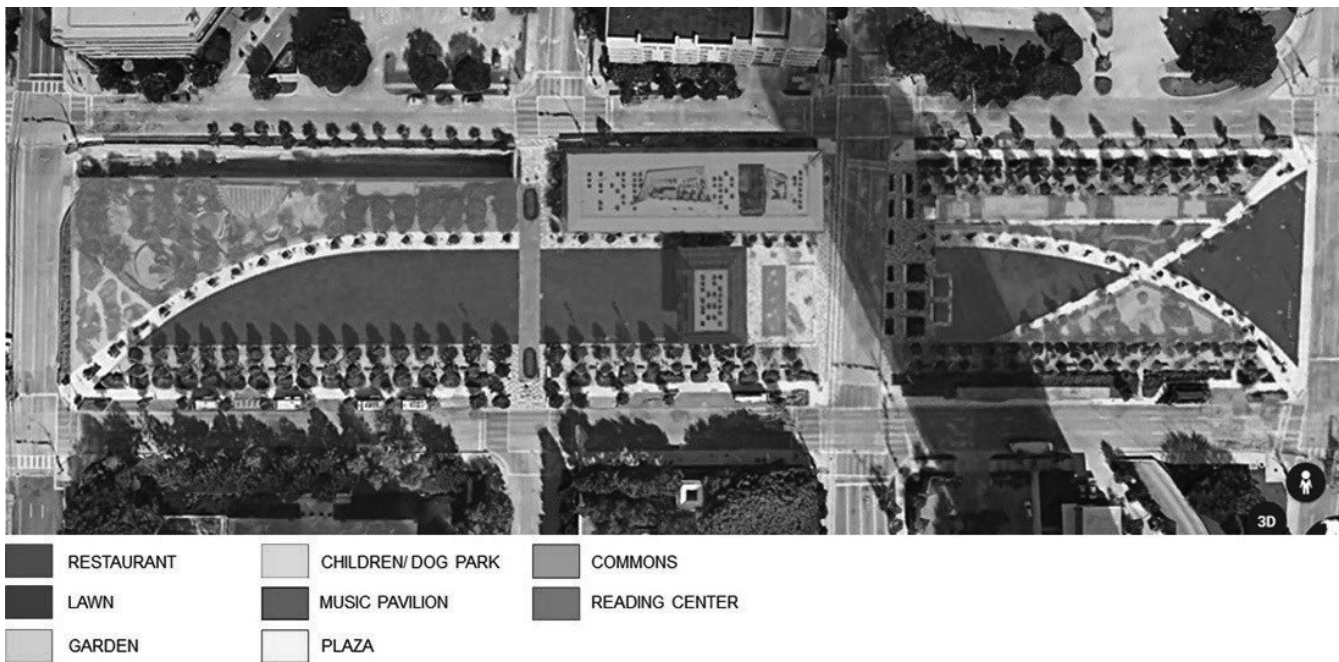 3D
RESTAURANT
CHILDREN/ DOG PARK
COMMONS
LAWN
MUSIC PAVILION
READING CENTER
GARDEN
PLAZA